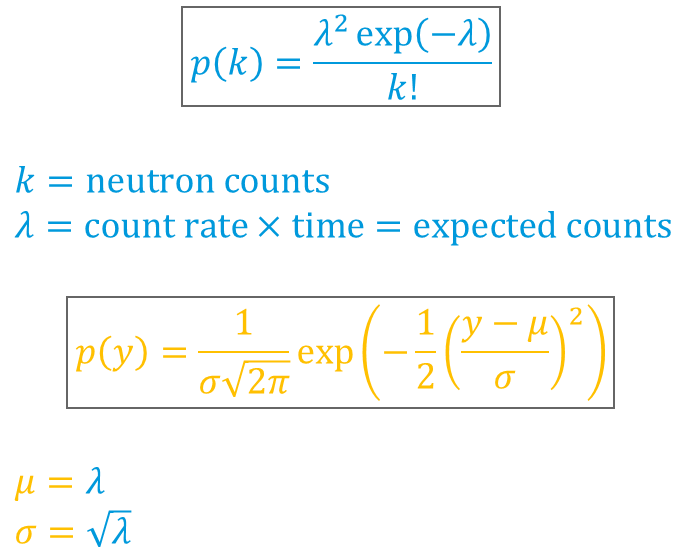 p(k) = λ² exp(−λ) / k!
k = neutron counts
λ = count rate × time = expected counts
p(y) = 1 / σ√2π exp(−1/2 (y − μ / σ)²)
μ = λ
σ = √λ